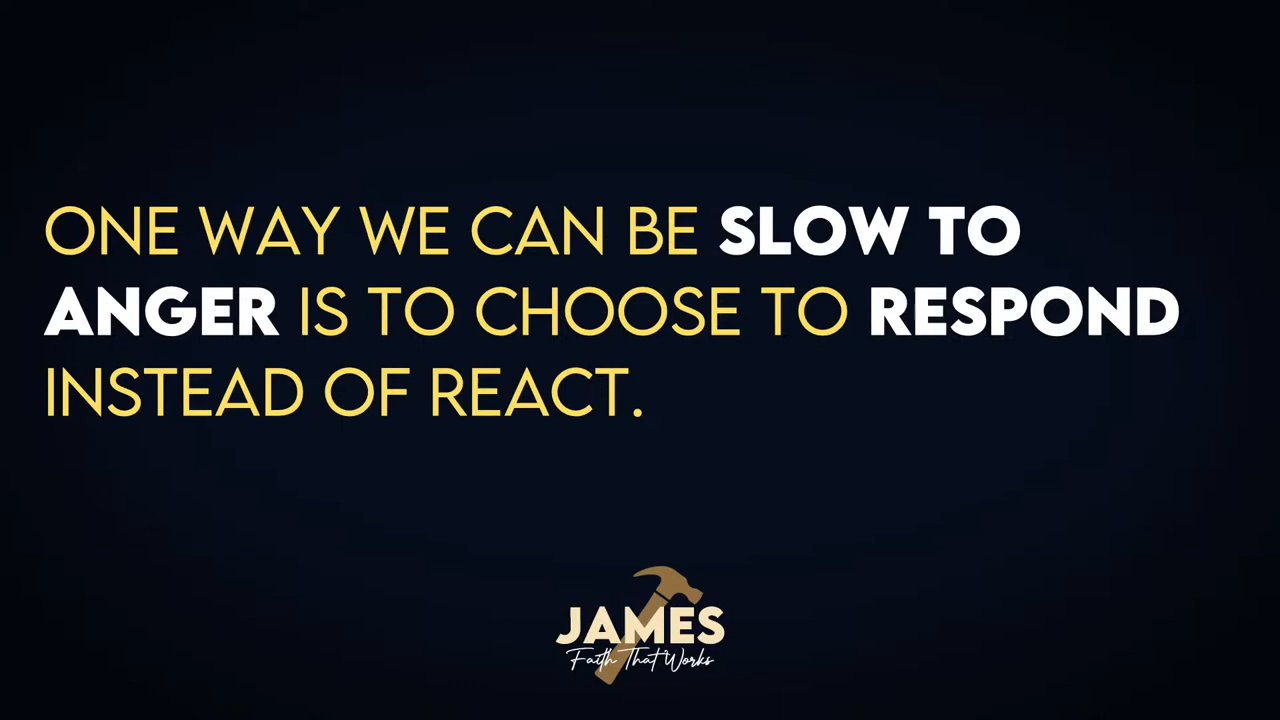 ONE WAY WE CAN BE SLOW TO
ANGER IS TO CHOOSE TO RESPOND
INSTEAD OF REACT.
JAMES
Faith That Works